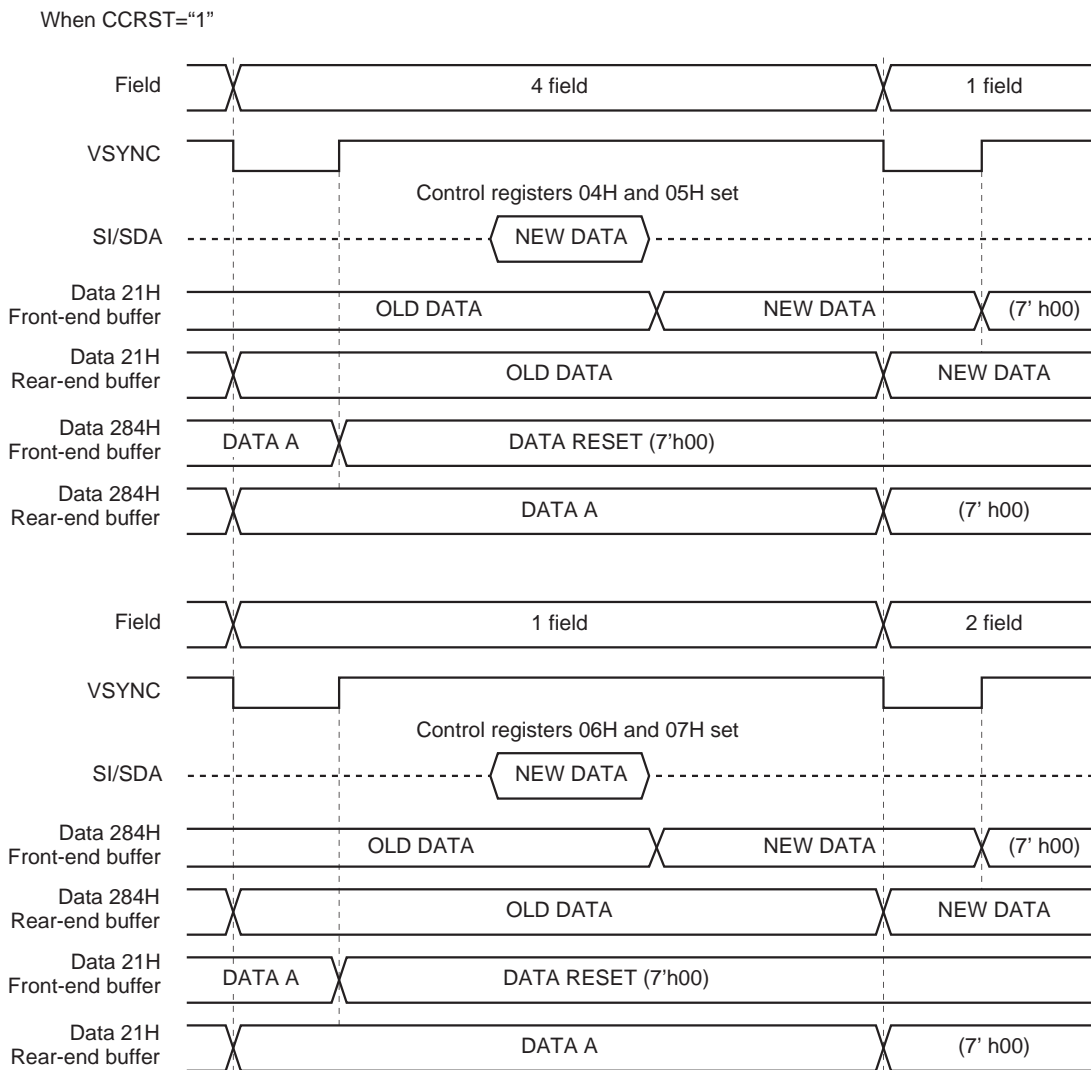 When CCRST=“1”
Field
4 field
1 field
VSYNC
Control registers 04H and 05H set
SI/SDA
NEW DATA
Data 21H
Front-end buffer
OLD DATA
NEW DATA
(7' h00)
Data 21H
Rear-end buffer
OLD DATA
NEW DATA
Data 284H
Front-end buffer
DATA A
DATA RESET (7'h00)
Data 284H
Rear-end buffer
DATA A
(7' h00)
Field
1 field
2 field
VSYNC
Control registers 06H and 07H set
SI/SDA
NEW DATA
Data 284H
Front-end buffer
OLD DATA
NEW DATA
(7' h00)
Data 284H
Rear-end buffer
OLD DATA
NEW DATA
Data 21H
Front-end buffer
DATA A
DATA RESET (7'h00)
Data 21H
Rear-end buffer
DATA A
(7' h00)